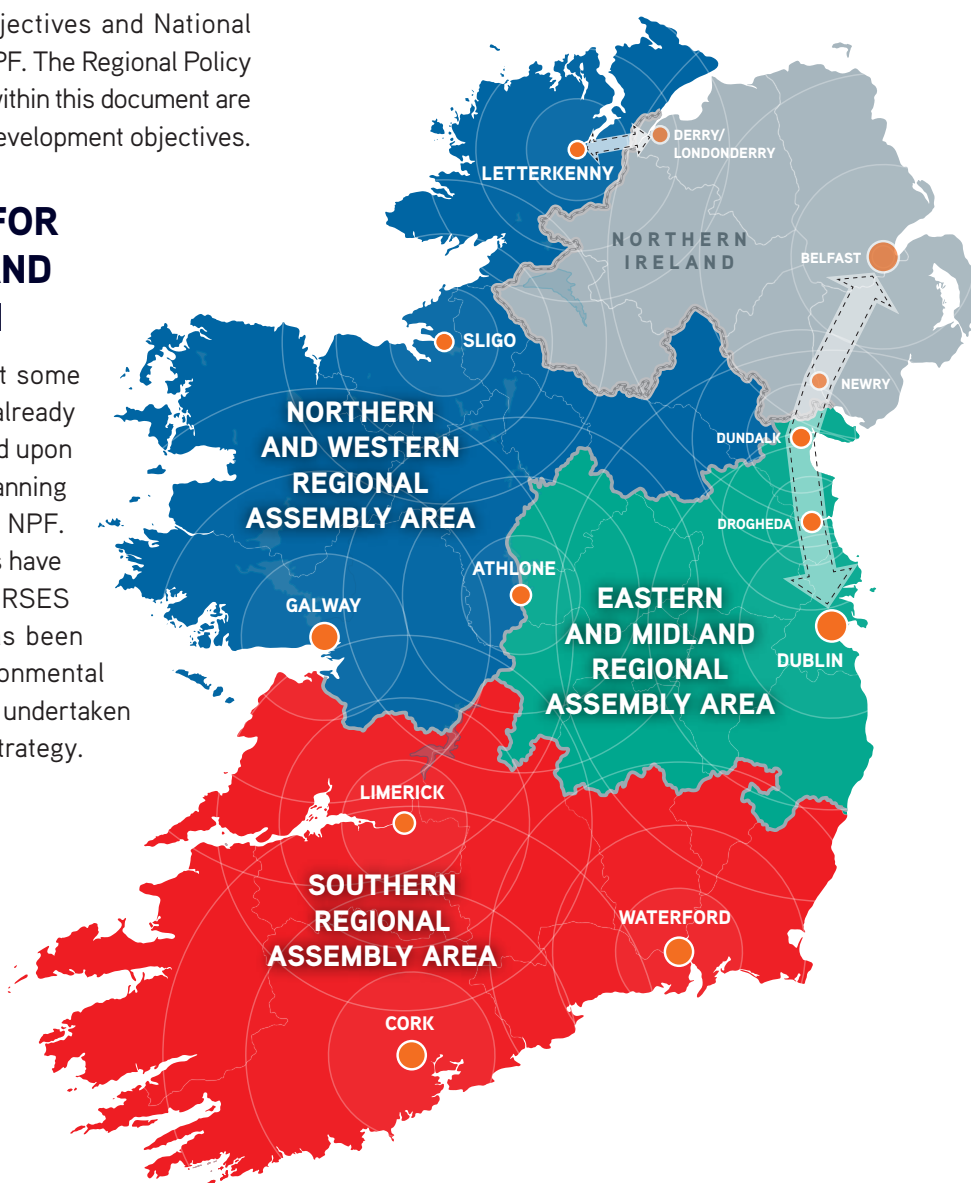 jectives and National
PF. The Regional Policy
within this document are
evelopment objectives.
FOR
AND
t some
already
d upon
anning
NPF.
s have
RSES
s been
onmental
undertaken
trategy.
DERRY/
LONDONDERRY
LETTERKENNY
NORTHERN
IRELAND
BELFAST
SLIGO
NEWRY
NORTHERN
AND WESTERN
REGIONAL
ASSEMBLY AREA
DUNDALK
DROGHEDA
ATHLONE
GALWAY
EASTERN
AND MIDLAND
REGIONAL
ASSEMBLY AREA
DUBLIN
LIMERICK
SOUTHERN
REGIONAL
ASSEMBLY AREA
WATERFORD
CORK